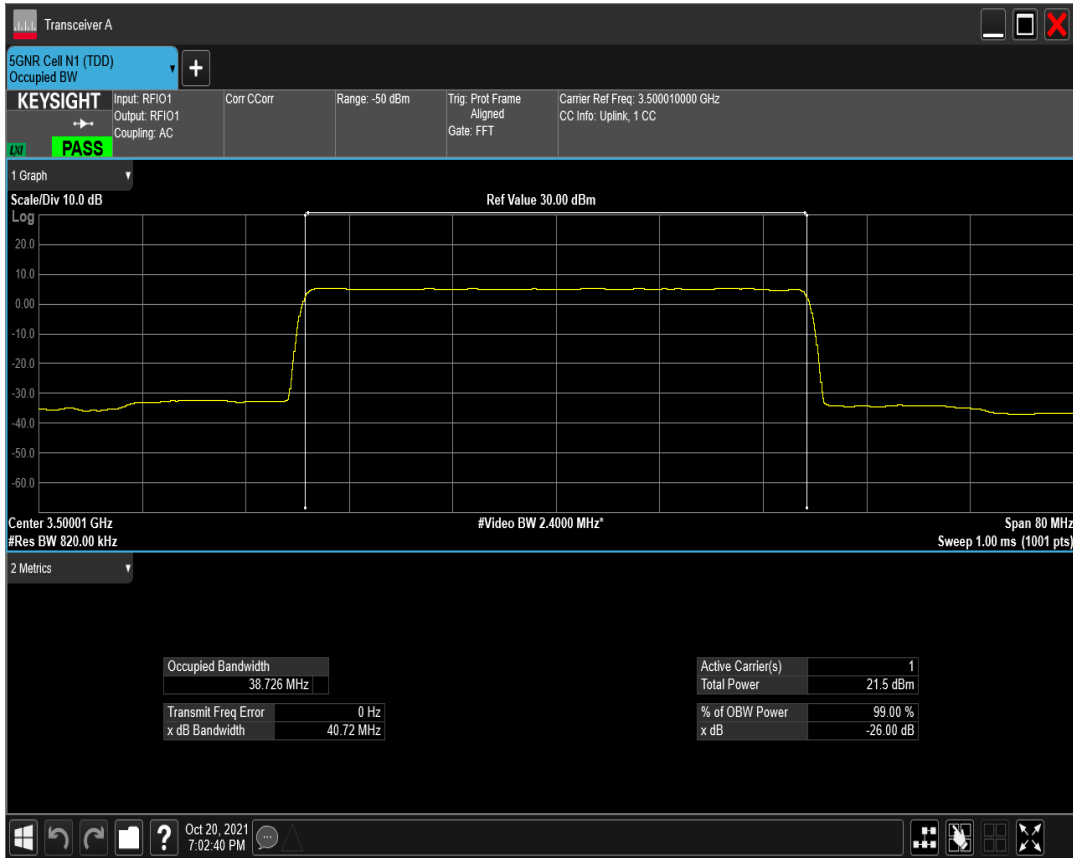 Transceiver A
5GNR Cell N1 (TDD)
Occupied BW
+
KEYSIGHT
LXI
PASS
Input: RFIO1
Output: RFIO1
Coupling: AC
Corr CCorr
Range: -50 dBm
Trig: Prot Frame
Aligned
Gate: FFT
Carrier Ref Freq: 3.500010000 GHz
CC Info: Uplink, 1 CC
1 Graph
Scale/Div 10.0 dB
Ref Value 30.00 dBm
Log
20.0
10.0
0.00
-10.0
-20.0
-30.0
-40.0
-50.0
-60.0
Center 3.50001 GHz
#Video BW 2.4000 MHz*
Span 80 MHz
#Res BW 820.00 kHz
Sweep 1.00 ms (1001 pts)
2 Metrics
Occupied Bandwidth
38.726 MHz
Transmit Freq Error 0 Hz
x dB Bandwidth 40.72 MHz
Active Carrier(s) 1
Total Power 21.5 dBm
% of OBW Power 99.00 %
x dB -26.00 dB
?
Oct 20, 2021
7:02:40 PM